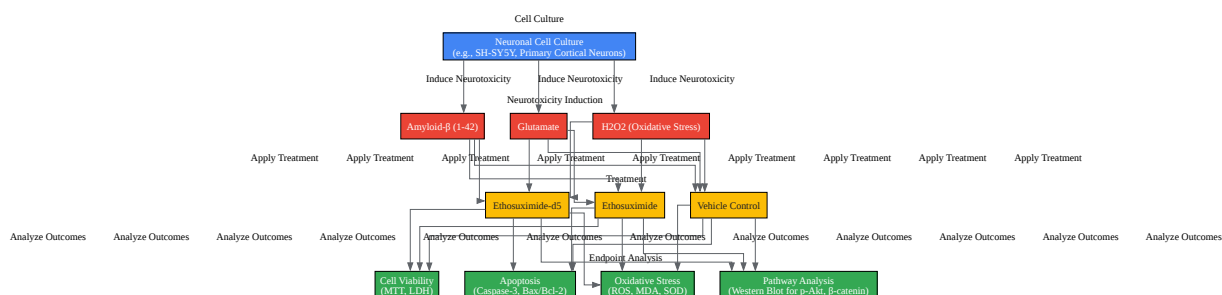 Cell Culture
Neuronal Cell Culture
(e.g., SH-SY5Y, Primary Cortical Neurons)
Induce Neurotoxicity
Induce Neurotoxicity
Induce Neurotoxicity
Neurotoxicity Induction
Amyloid-β (1-42)
Glutamate
H2O2 (Oxidative Stress)
Apply Treatment
Apply Treatment
Apply Treatment
Apply Treatment
Apply Treatment
Apply Treatment
Apply Treatment
Apply Treatment
Apply Treatment
Treatment
Ethosuximide-d5
Ethosuximide
Vehicle Control
Analyze Outcomes
Analyze Outcomes
Analyze Outcomes
Analyze Outcomes
Analyze Outcomes
Analyze Outcomes
Analyze Outcomes
Analyze Outcomes
Analyze Outcomes
Analyze Outcomes
Analyze Outcomes
Analyze Outcomes
Endpoint Analysis
Cell Viability
(MTT, LDH)
Apoptosis
(Caspase-3, Bax/Bcl-2)
Oxidative Stress
(ROS, MDA, SOD)
Pathway Analysis
(Western Blot for p-Akt, β-catenin)